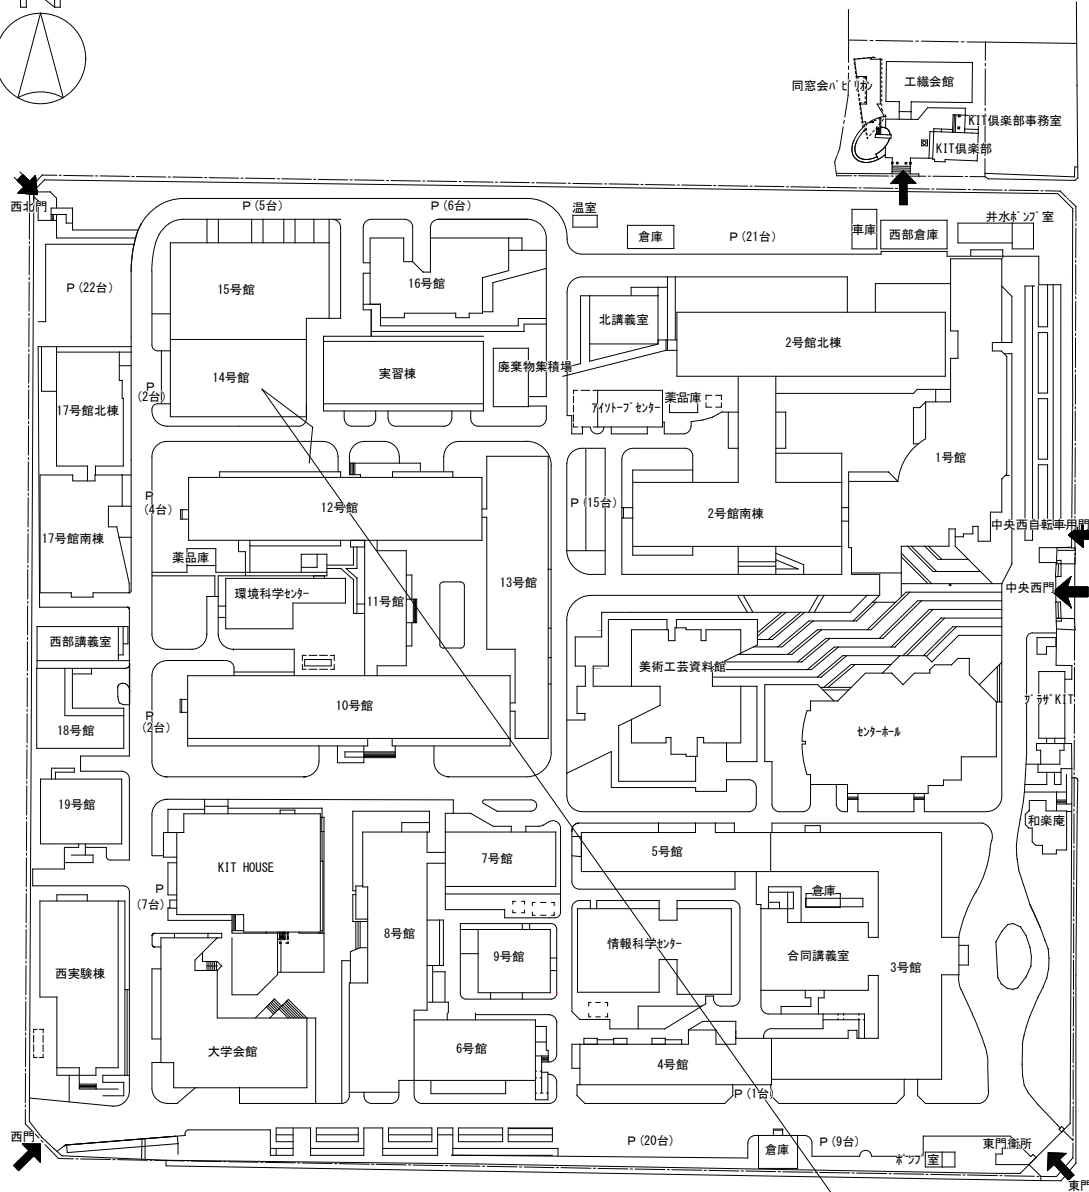 N
同窓会パビリオン
工繊会館
KIT倶楽部事務室
KIT倶楽部
西北門
P(5台)
P(6台)
温室
倉庫
P(21台)
車庫
西部倉庫
井水ポンプ室
P(22台)
15号館
16号館
北講義室
2号館北棟
14号館
実習棟
廃棄物集積場
P
(2台)
17号館北棟
アイソトープセンター
薬品庫
1号館
P
(4台)
12号館
P(15台)
2号館南棟
中央西自転車用門
17号館南棟
薬品庫
13号館
環境科学センター
11号館
中央西門
西部講義室
美術工芸資料館
10号館
プラザKIT
P
(2台)
18号館
センターホール
19号館
和楽庵
KIT HOUSE
7号館
5号館
P
(7台)
倉庫
8号館
情報科学センター
9号館
合同講義室
3号館
西実験棟
大学会館
6号館
4号館
P(1台)
西門
P(20台)
倉庫
P(9台)
ポンプ室
東門衛所
東門